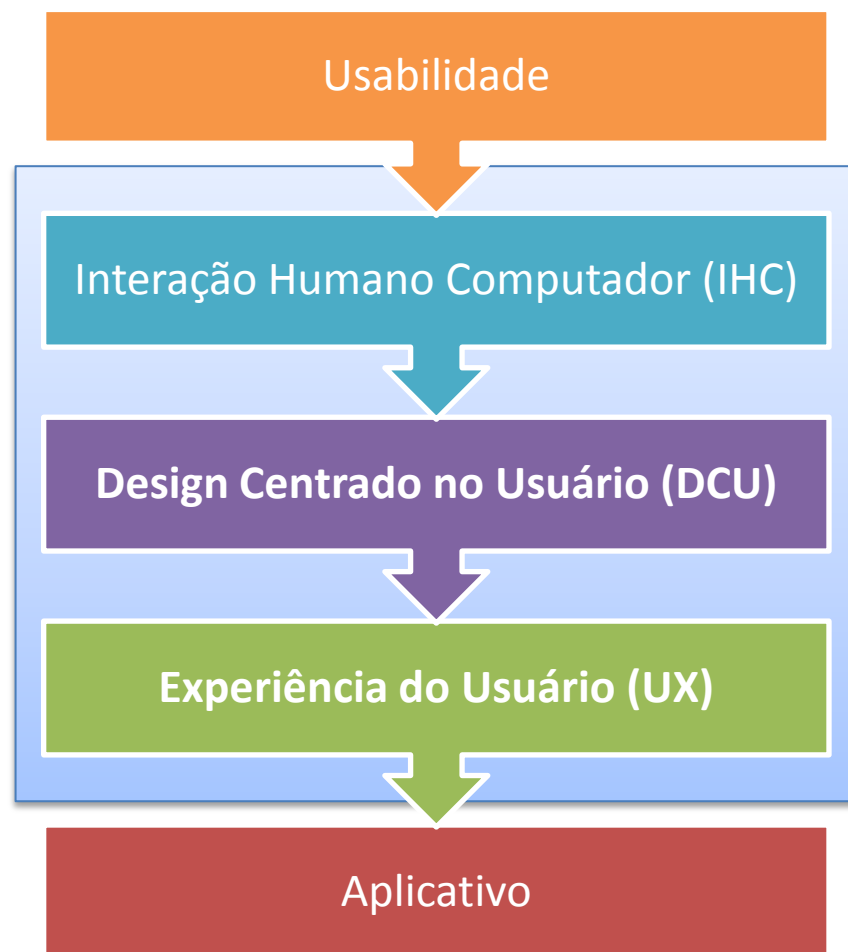 Usabilidade
Interação Humano Computador (IHC)
Design Centrado no Usuário (DCU)
Experiência do Usuário (UX)
Aplicativo